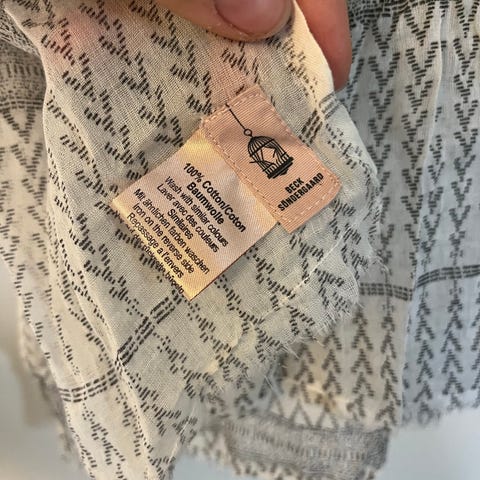 100% Cotton/Coton
Baumwolle
Wash with similar colours
Laver avec des couleurs
Similaires
Mit ähnlichen farben waschen
Iron on the reverse side
Repassage a l'envers
BECK
SÖNDERGAARD